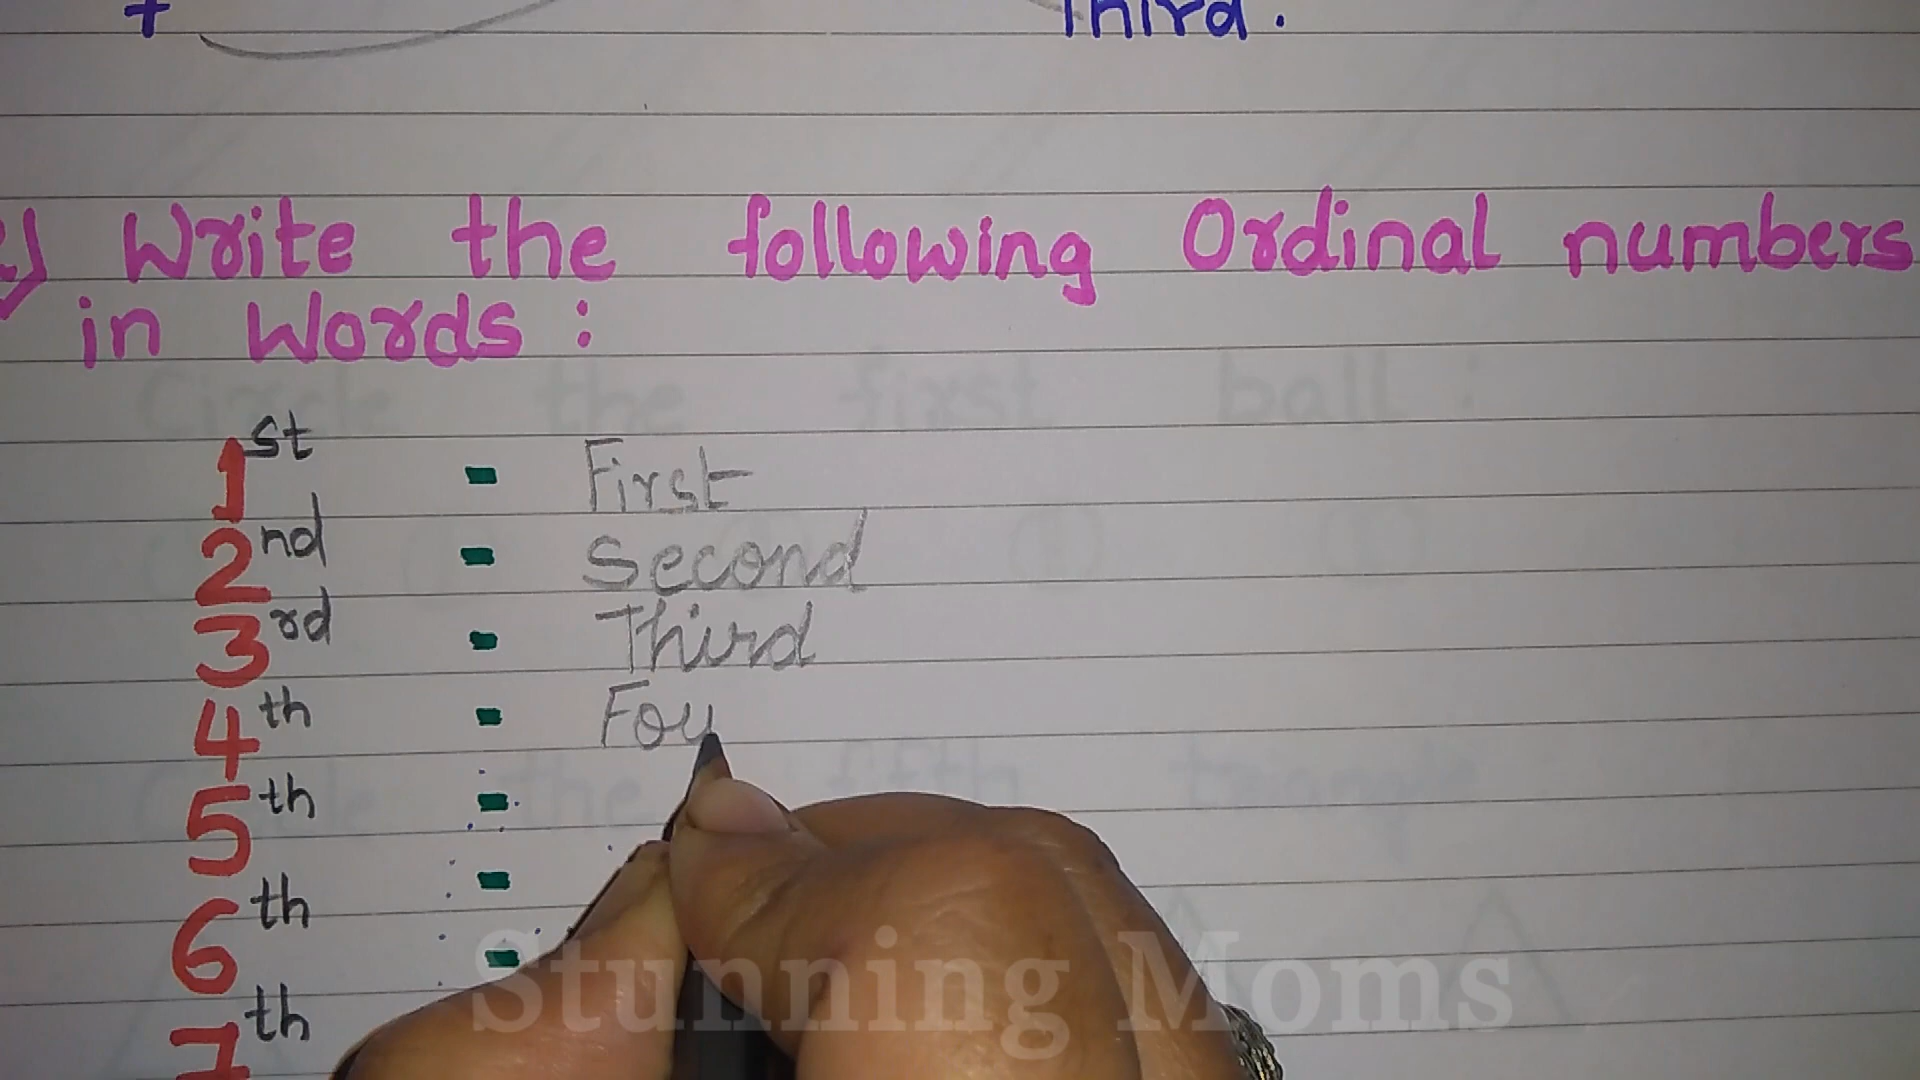 Third.
Write the following Ordinal numbers
in Words :
1st - First
2nd - Second
3rd - Third
4th - Fou
5th -
6th -
7th -
Stunning Moms